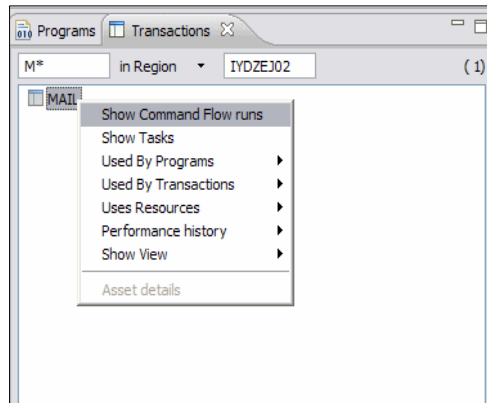 Programs Transactions
M* in Region IYDZEJ02 ( 1)
MAIL
Show Command Flow runs
Show Tasks
Used By Programs
Used By Transactions
Uses Resources
Performance history
Show View
Asset details